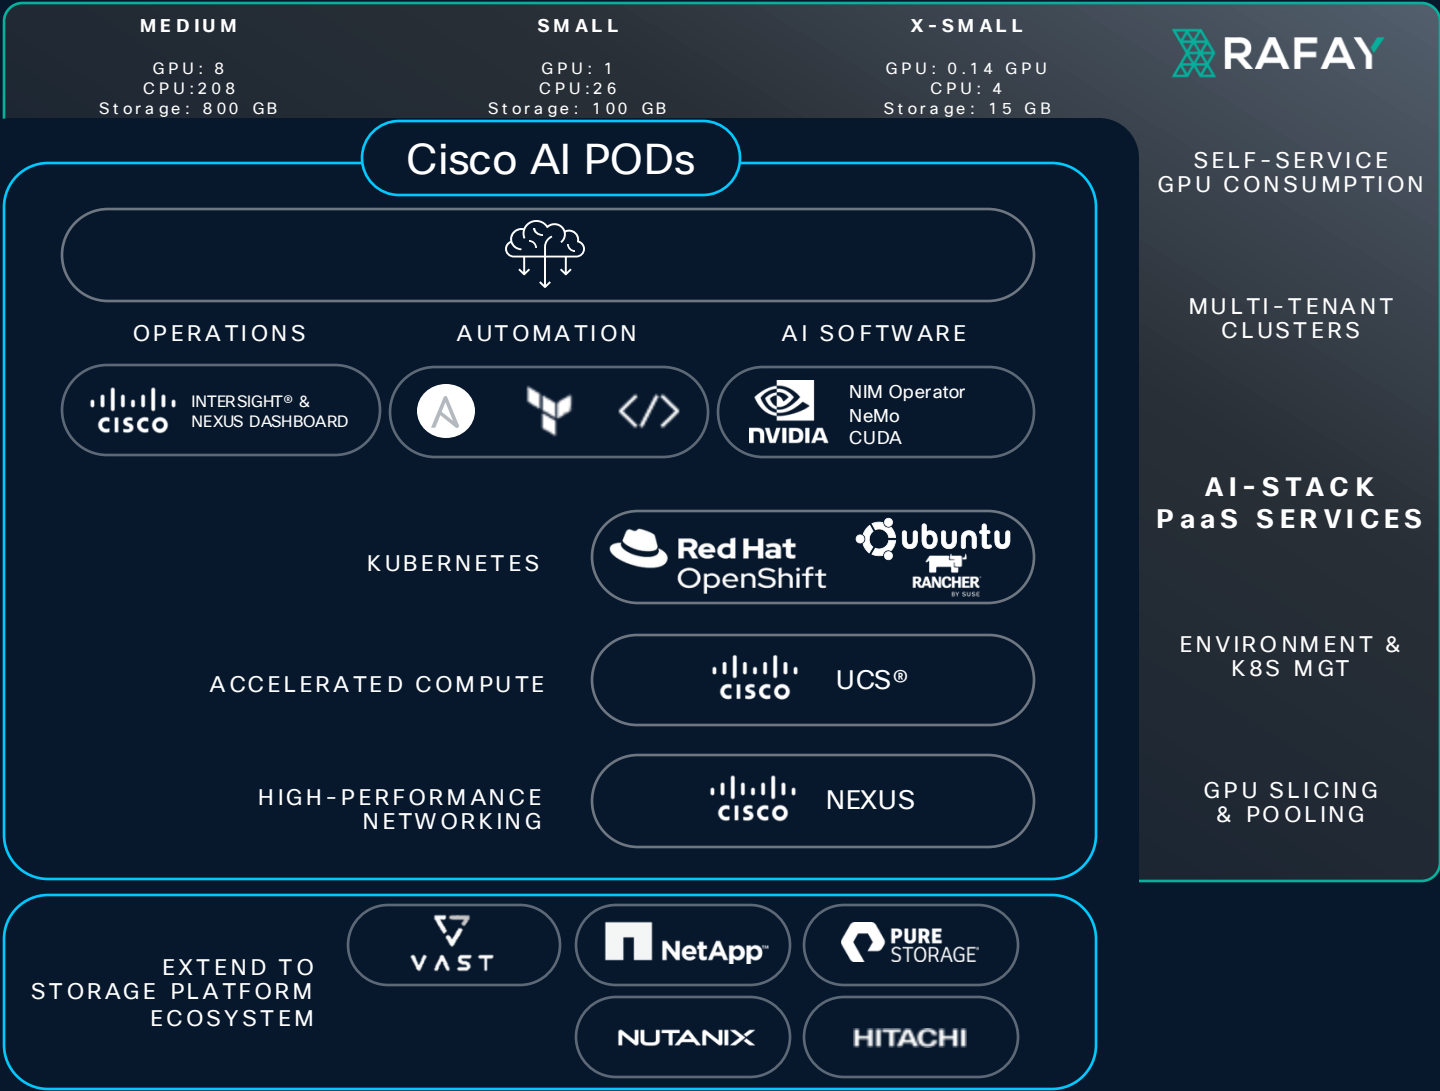 MEDIUM
GPU: 8
CPU:208
Storage: 800 GB
SMALL
GPU: 1
CPU:26
Storage: 100 GB
X-SMALL
GPU: 0.14 GPU
CPU: 4
Storage: 15 GB
RAFAY
SELF-SERVICE
GPU CONSUMPTION
MULTI-TENANT
CLUSTERS
AI-STACK
PaaS SERVICES
ENVIRONMENT &
K8S MGT
GPU SLICING
& POOLING
Cisco AI PODs
OPERATIONS
CISCO
INTERSIGHT® &
NEXUS DASHBOARD
AUTOMATION
A
</>
AI SOFTWARE
NVIDIA
NIM Operator
NeMo
CUDA
KUBERNETES
Red Hat
OpenShift
ubuntu
RANCHER
BY SUSE
ACCELERATED COMPUTE
CISCO
UCS®
HIGH-PERFORMANCE
NETWORKING
CISCO
NEXUS
EXTEND TO
STORAGE PLATFORM
ECOSYSTEM
VAST
NetApp™
PURE
STORAGE®
NUTANIX
HITACHI